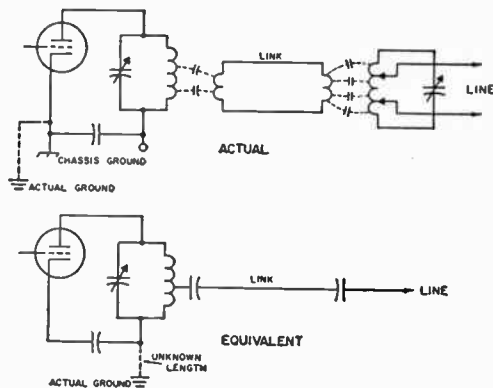 LINK
LINE
CHASSIS GROUND
ACTUAL
ACTUAL GROUND
LINK
LINE
EQUIVALENT
UNKNOWN
LENGTH
ACTUAL GROUND